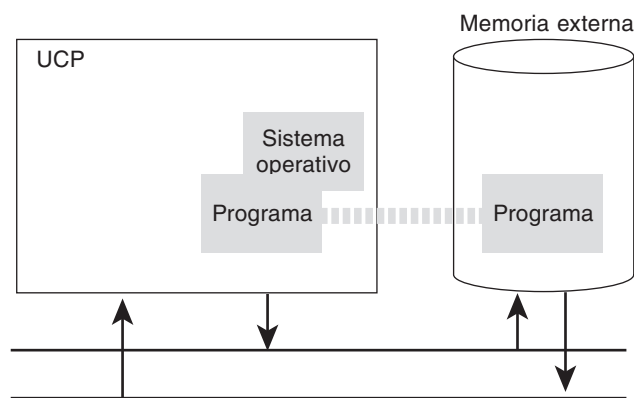 Memoria externa
UCP
Sistema
operativo
Programa
Programa